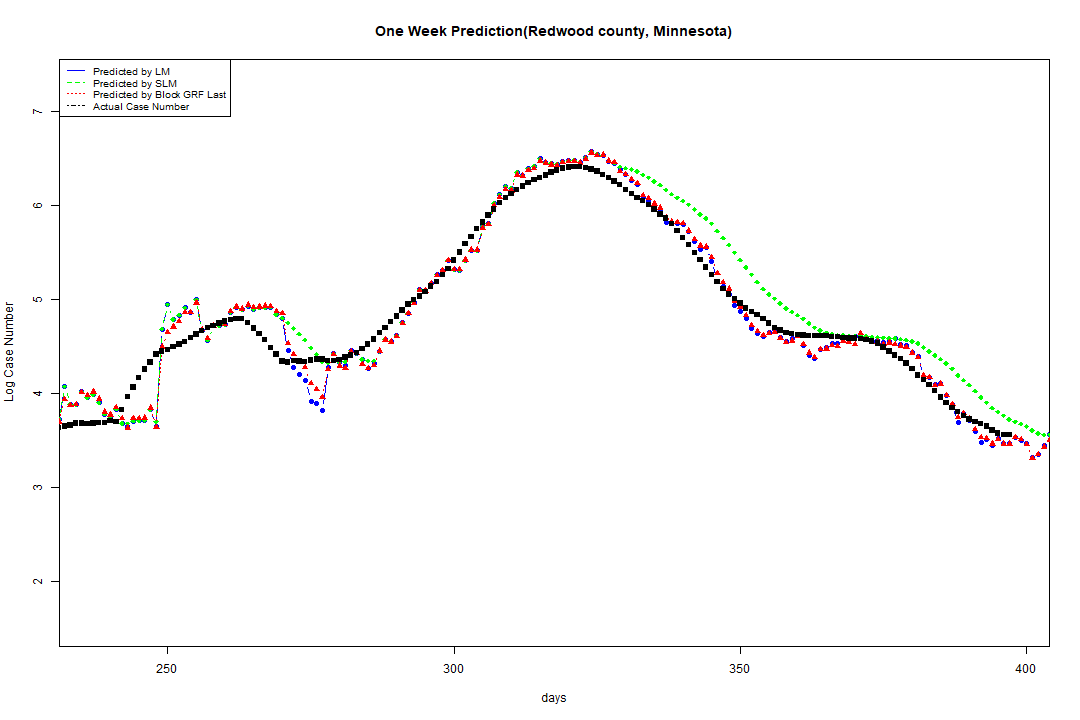 One Week Prediction(Redwood county, Minnesota)
Predicted by LM
Predicted by SLM
Predicted by Block GRF Last
Actual Case Number
7
6
5
4
3
2
Log Case Number
250 300 350 400
days